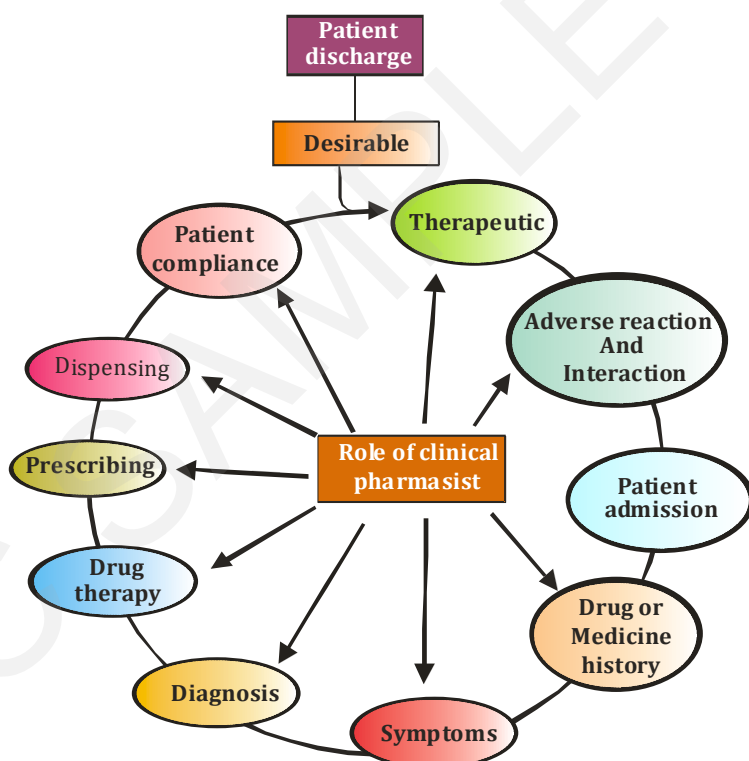 Patient
discharge
Desirable
Therapeutic
Patient
compliance
Adverse reaction
And
Interaction
Dispensing
Role of clinical
pharmasist
Prescribing
Patient
admission
Drug
therapy
Drug or
Medicine
history
Diagnosis
Symptoms
SAMPLE